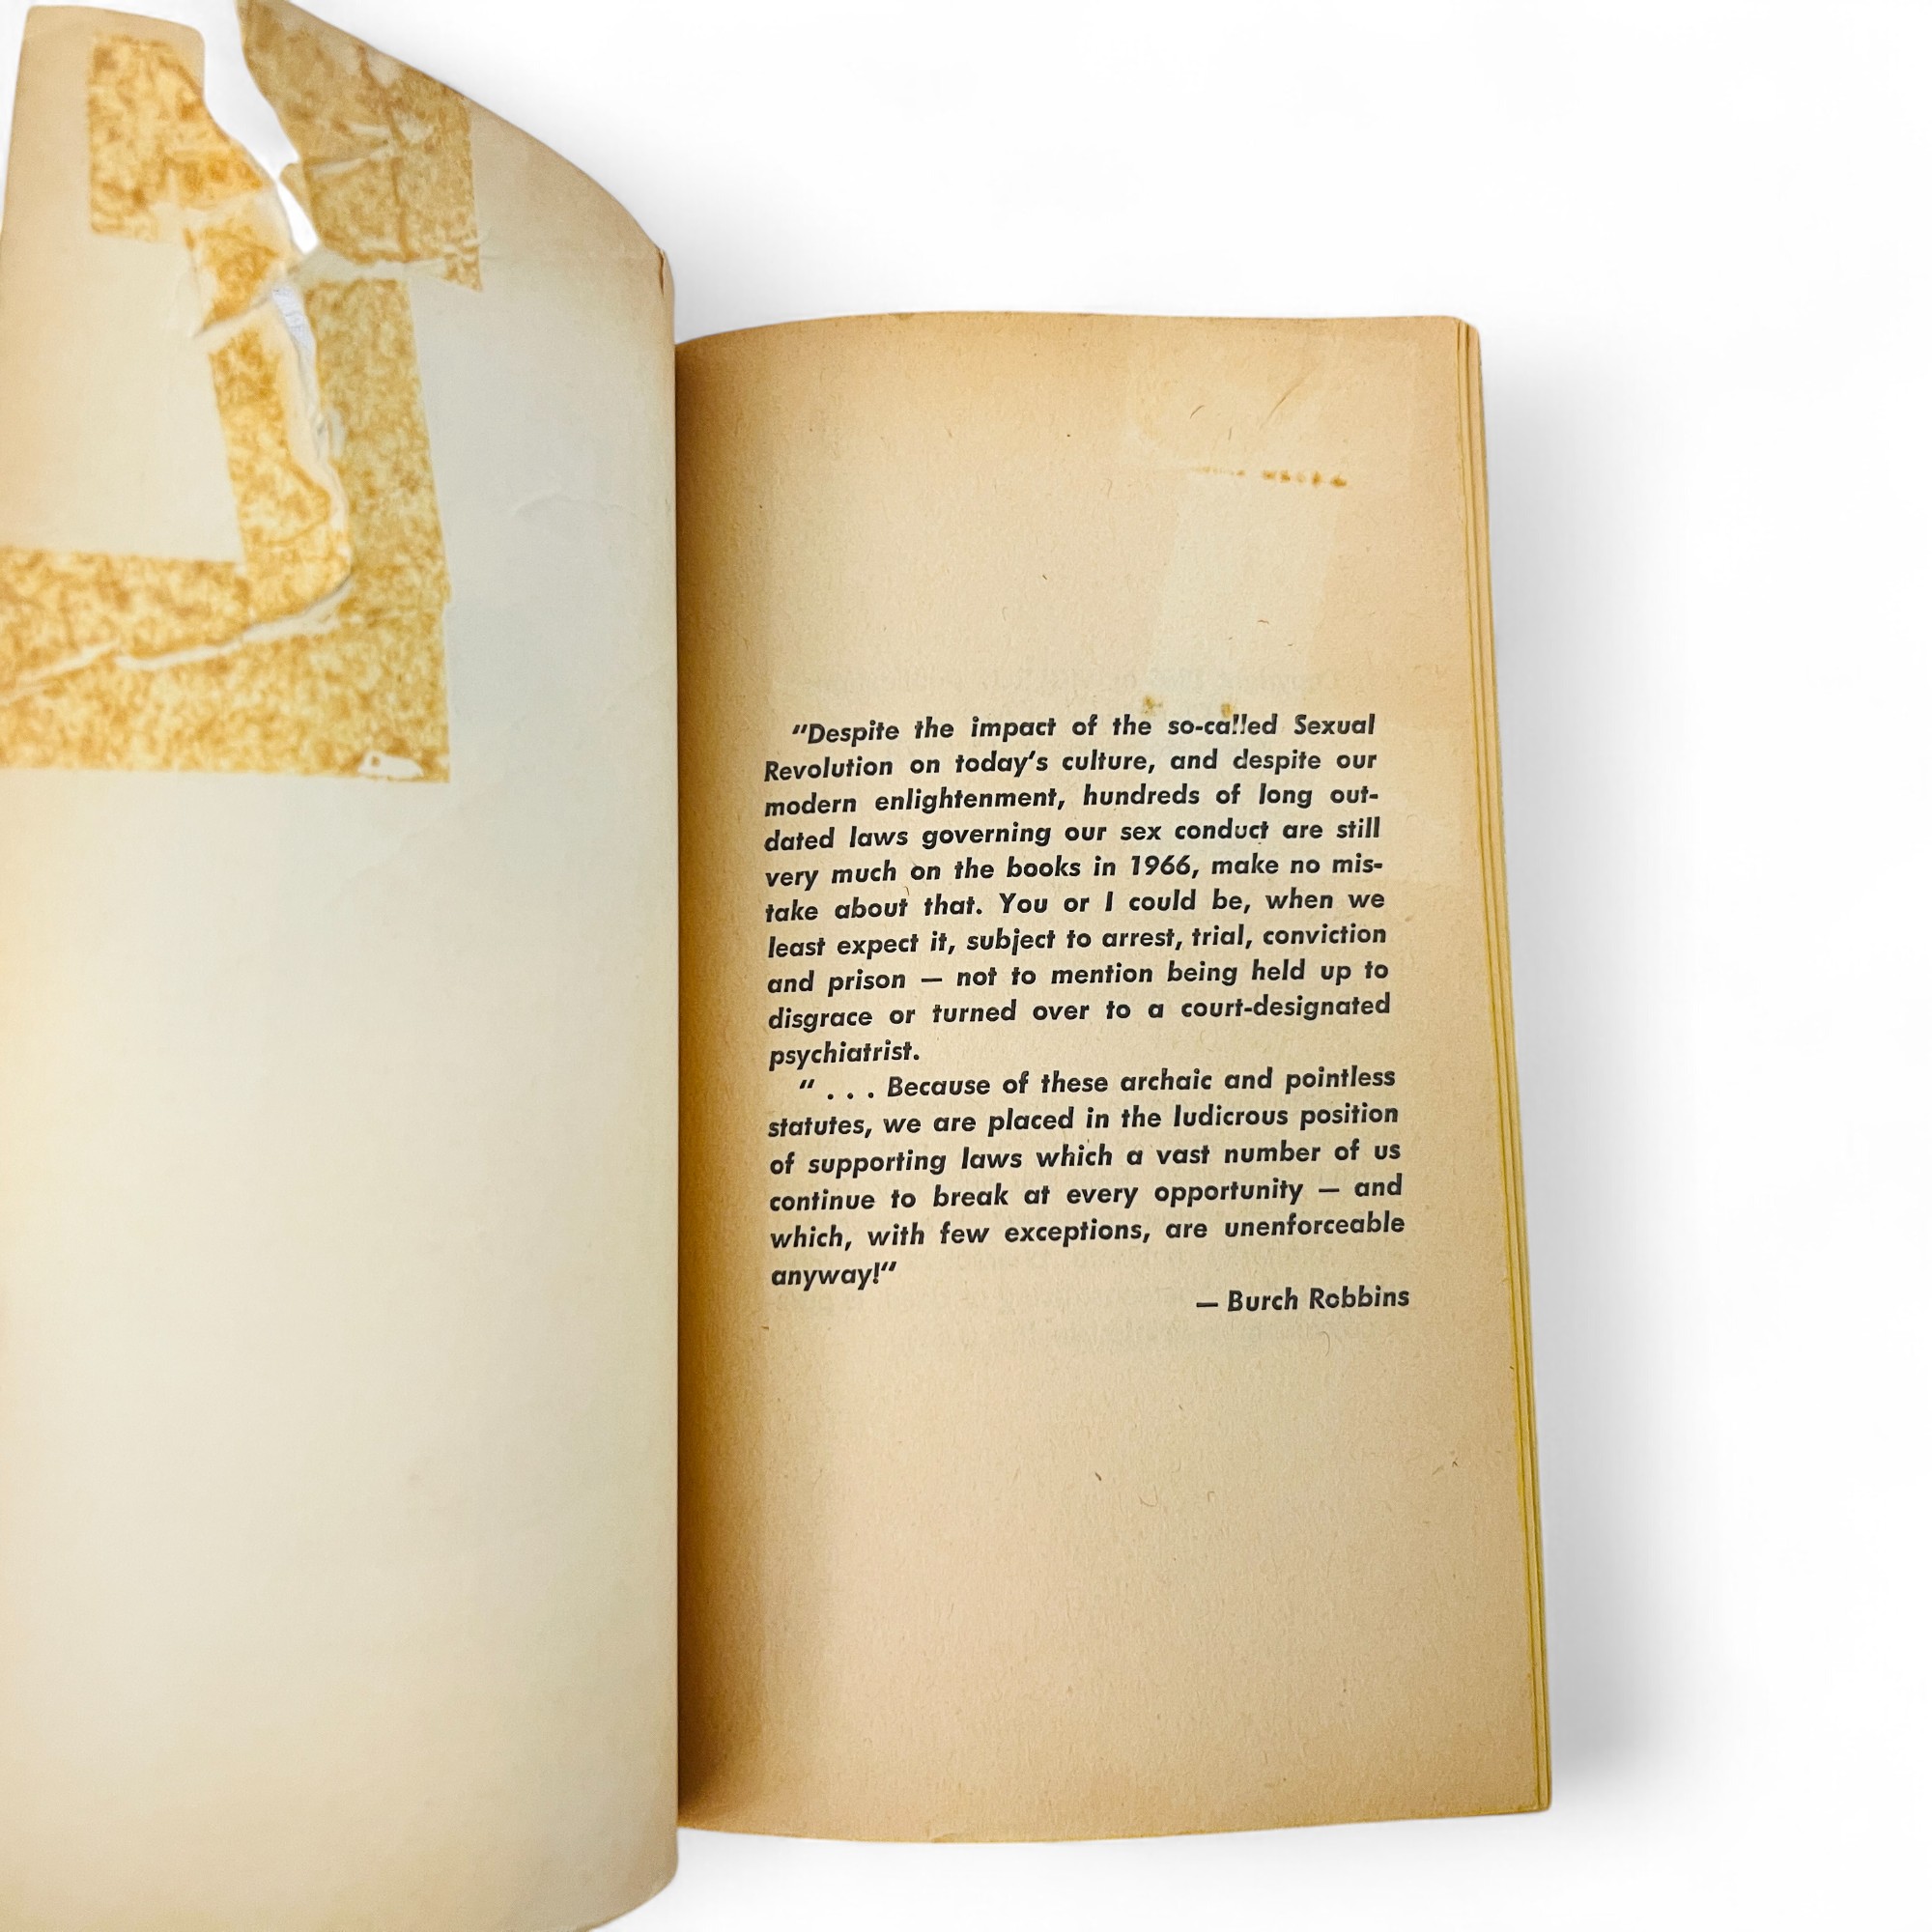 "Despite the impact of the so-called Sexual
Revolution on today's culture, and despite our
modern enlightenment, hundreds of long out-
dated laws governing our sex conduct are still
very much on the books in 1966, make no mis-
take about that. You or I could be, when we
least expect it, subject to arrest, trial, conviction
and prison — not to mention being held up to
disgrace or turned over to a court-designated
psychiatrist.
" . . . Because of these archaic and pointless
statutes, we are placed in the ludicrous position
of supporting laws which a vast number of us
continue to break at every opportunity — and
which, with few exceptions, are unenforceable
anyway!"
— Burch Robbins